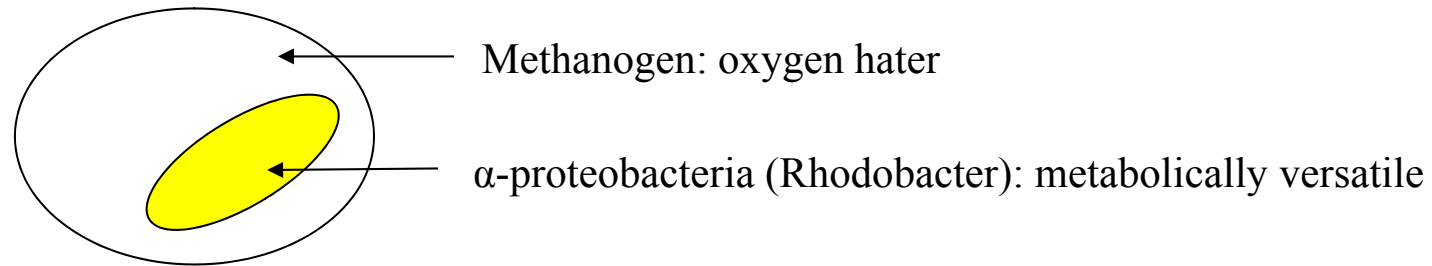 Methanogen: oxygen hater
α-proteobacteria (Rhodobacter): metabolically versatile